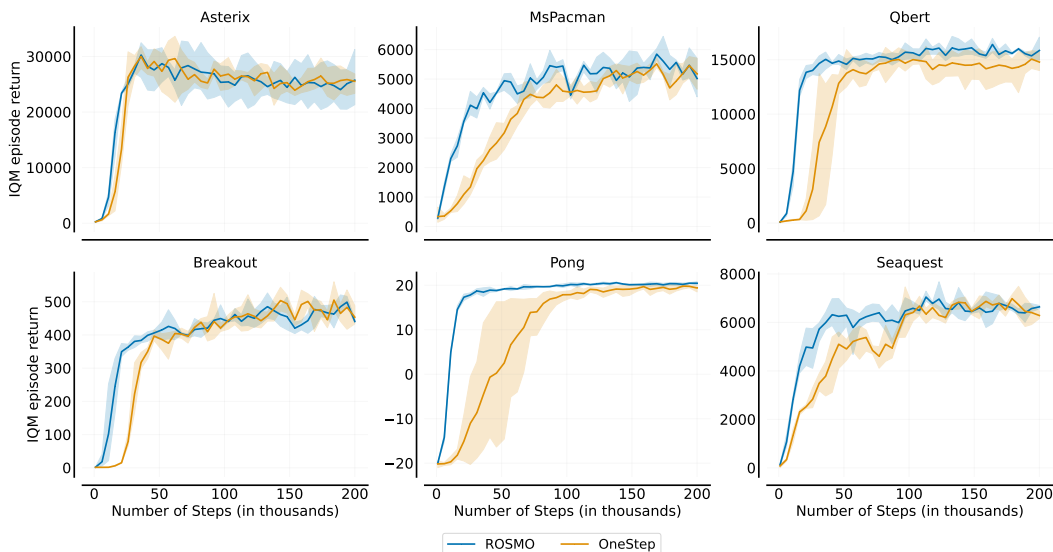 Asterix
MsPacman
Qbert
30000
20000
10000
0
IQM episode return
6000
5000
4000
3000
2000
1000
0
15000
10000
5000
0
Breakout
Pong
Seaquest
500
400
300
200
100
0
IQM episode return
20
10
0
−10
−20
8000
6000
4000
2000
0
0 50 100 150 200
0 50 100 150 200
0 50 100 150 200
Number of Steps (in thousands)
Number of Steps (in thousands)
Number of Steps (in thousands)
ROSMO OneStep